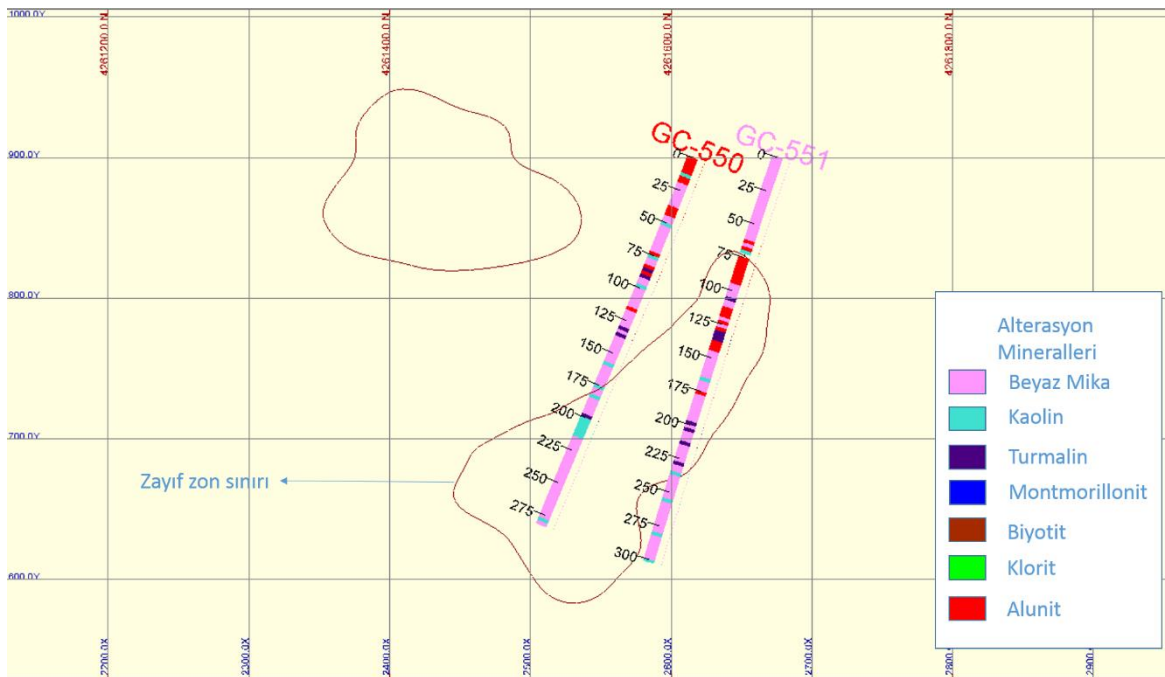 1000.0Y
4261200.0 N
4261400.0 N
4261600.0 N
4261800.0 N
900.0Y
GC-550
GC-551
0
25
50
75
100
125
150
175
200
225
250
275
0
25
50
75
100
125
150
175
200
225
250
275
300
800.0Y
700.0Y
600.0Y
Zayıf zon sınırı
Alterasyon
Mineralleri
Beyaz Mika
Kaolin
Turmalin
Montmorillonit
Biyotit
Klorit
Alunit
2200.0X
2300.0X
2400.0X
2500.0X
2600.0X
2700.0X
2800.0X
2900.0X